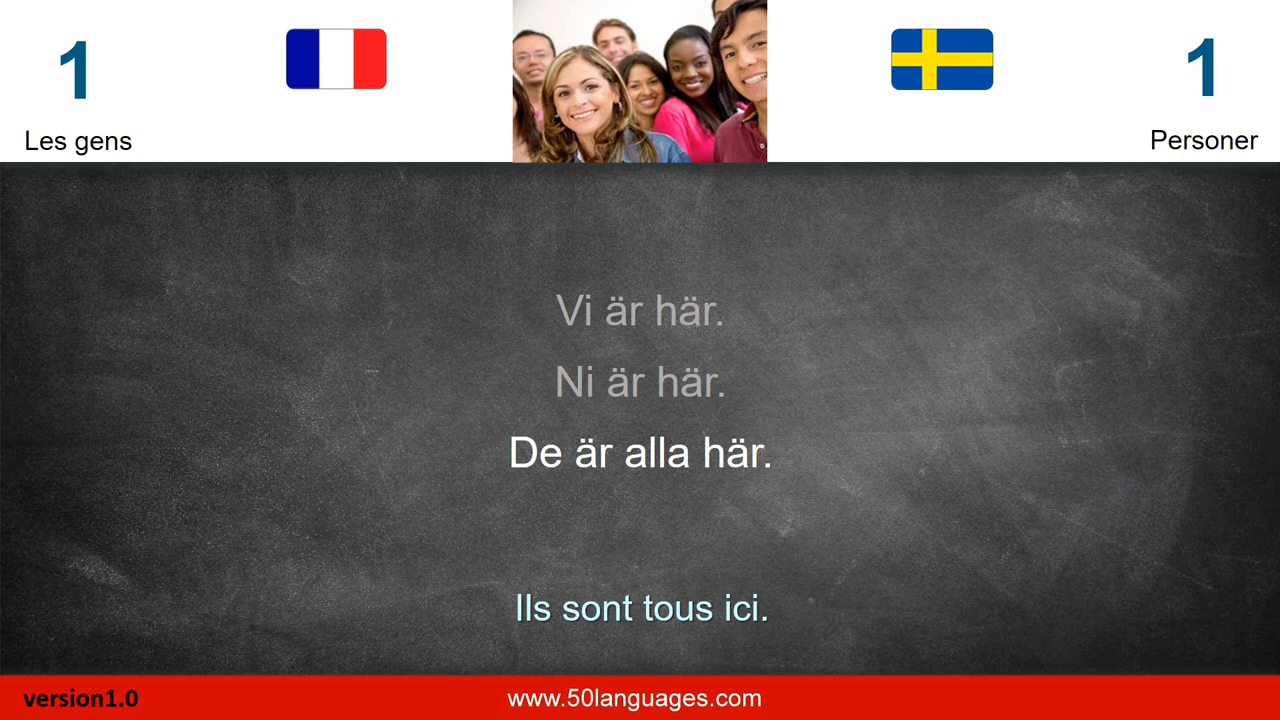 1
1
Les gens
Personer
Vi är här.
Ni är här.
De är alla här.
Ils sont tous ici.
version1.0
www.50languages.com